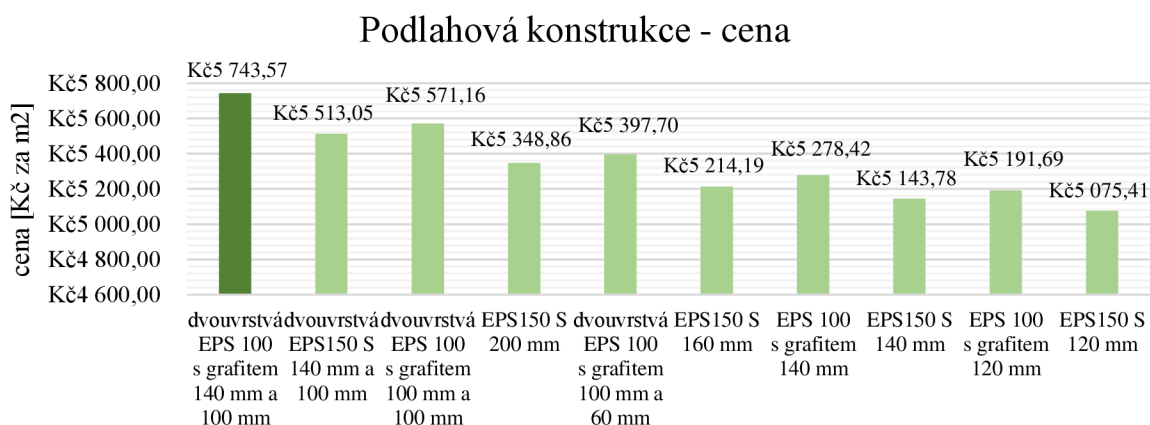 Podlahová konstrukce - cena
cena [Kč za m2]
Kč5 800,00
Kč5 600,00
Kč5 400,00
Kč5 200,00
Kč5 000,00
Kč4 800,00
Kč4 600,00
Kč5 743,57
Kč5 513,05
Kč5 571,16
Kč5 348,86
Kč5 397,70
Kč5 214,19
Kč5 278,42
Kč5 143,78
Kč5 191,69
Kč5 075,41
dvouvrstvá
EPS 100
s grafitem
140 mm a
100 mm
dvouvrstvá
EPS150 S
140 mm a
100 mm
dvouvrstvá
EPS 100
s grafitem
100 mm a
100 mm
EPS150 S
200 mm
dvouvrstvá
EPS 100
s grafitem
100 mm a
60 mm
EPS150 S
160 mm
EPS 100
s grafitem
140 mm
EPS150 S
140 mm
EPS 100
s grafitem
120 mm
EPS150 S
120 mm